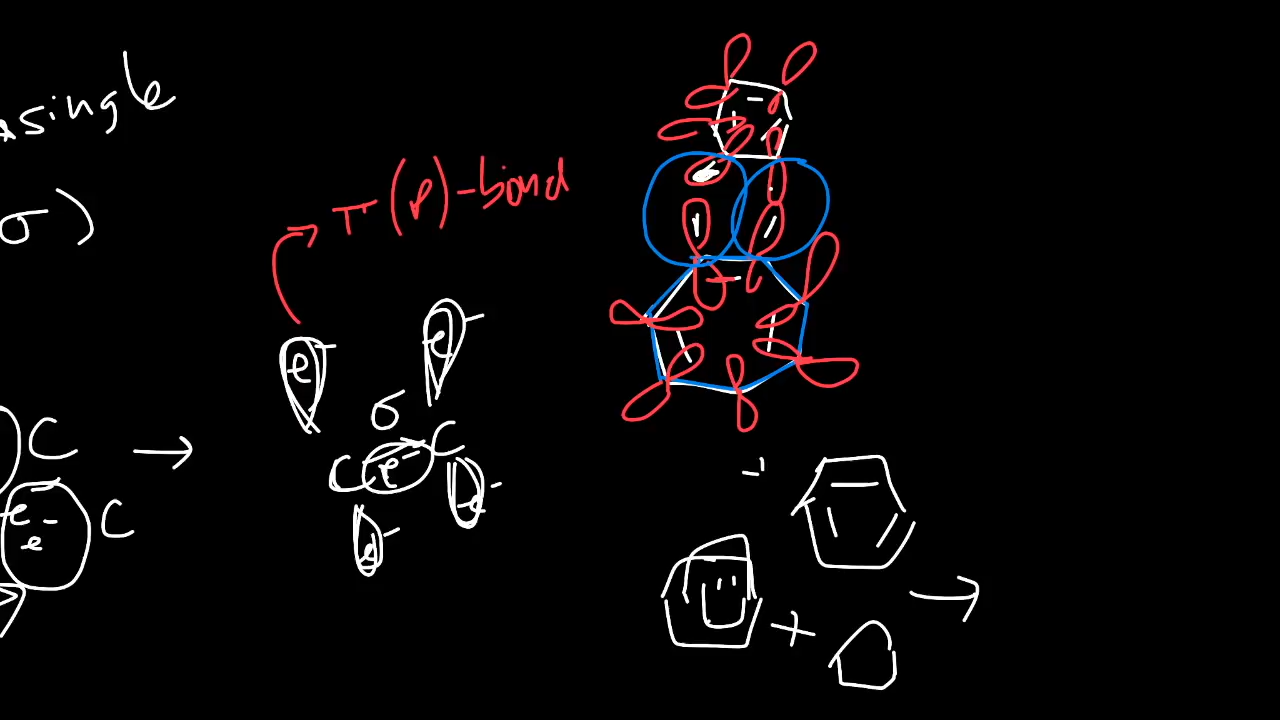 single
σ)
π(p)-bond
e⁻ e⁻
σ
C e⁻ C
e⁻ e⁻
C →
e⁻ C
e⁻
+ →